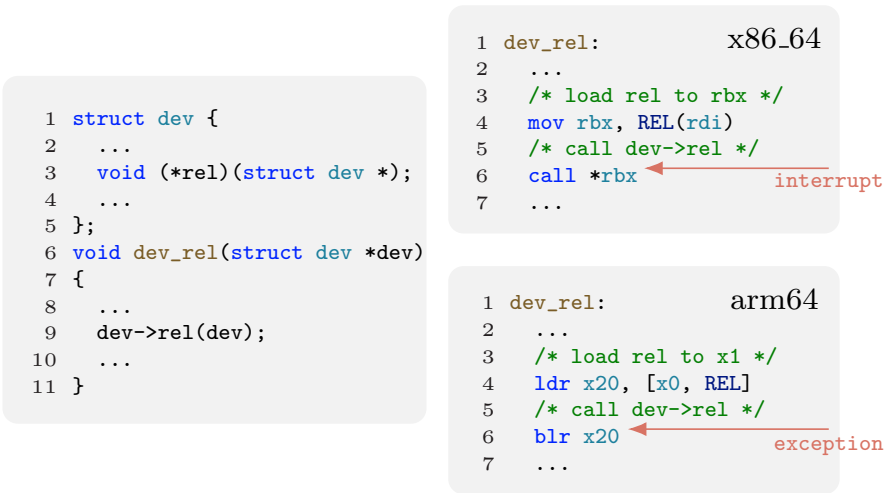 1 struct dev {
2   ...
3   void (*rel)(struct dev *);
4   ...
5 };
6 void dev_rel(struct dev *dev)
7 {
8   ...
9   dev->rel(dev);
10   ...
11 }
x86_64
1 dev_rel:
2   ...
3   /* load rel to rbx */
4   mov rbx, REL(rdi)
5   /* call dev->rel */
6   call *rbx
interrupt
7   ...
arm64
1 dev_rel:
2   ...
3   /* load rel to x1 */
4   ldr x20, [x0, REL]
5   /* call dev->rel */
6   blr x20
exception
7   ...